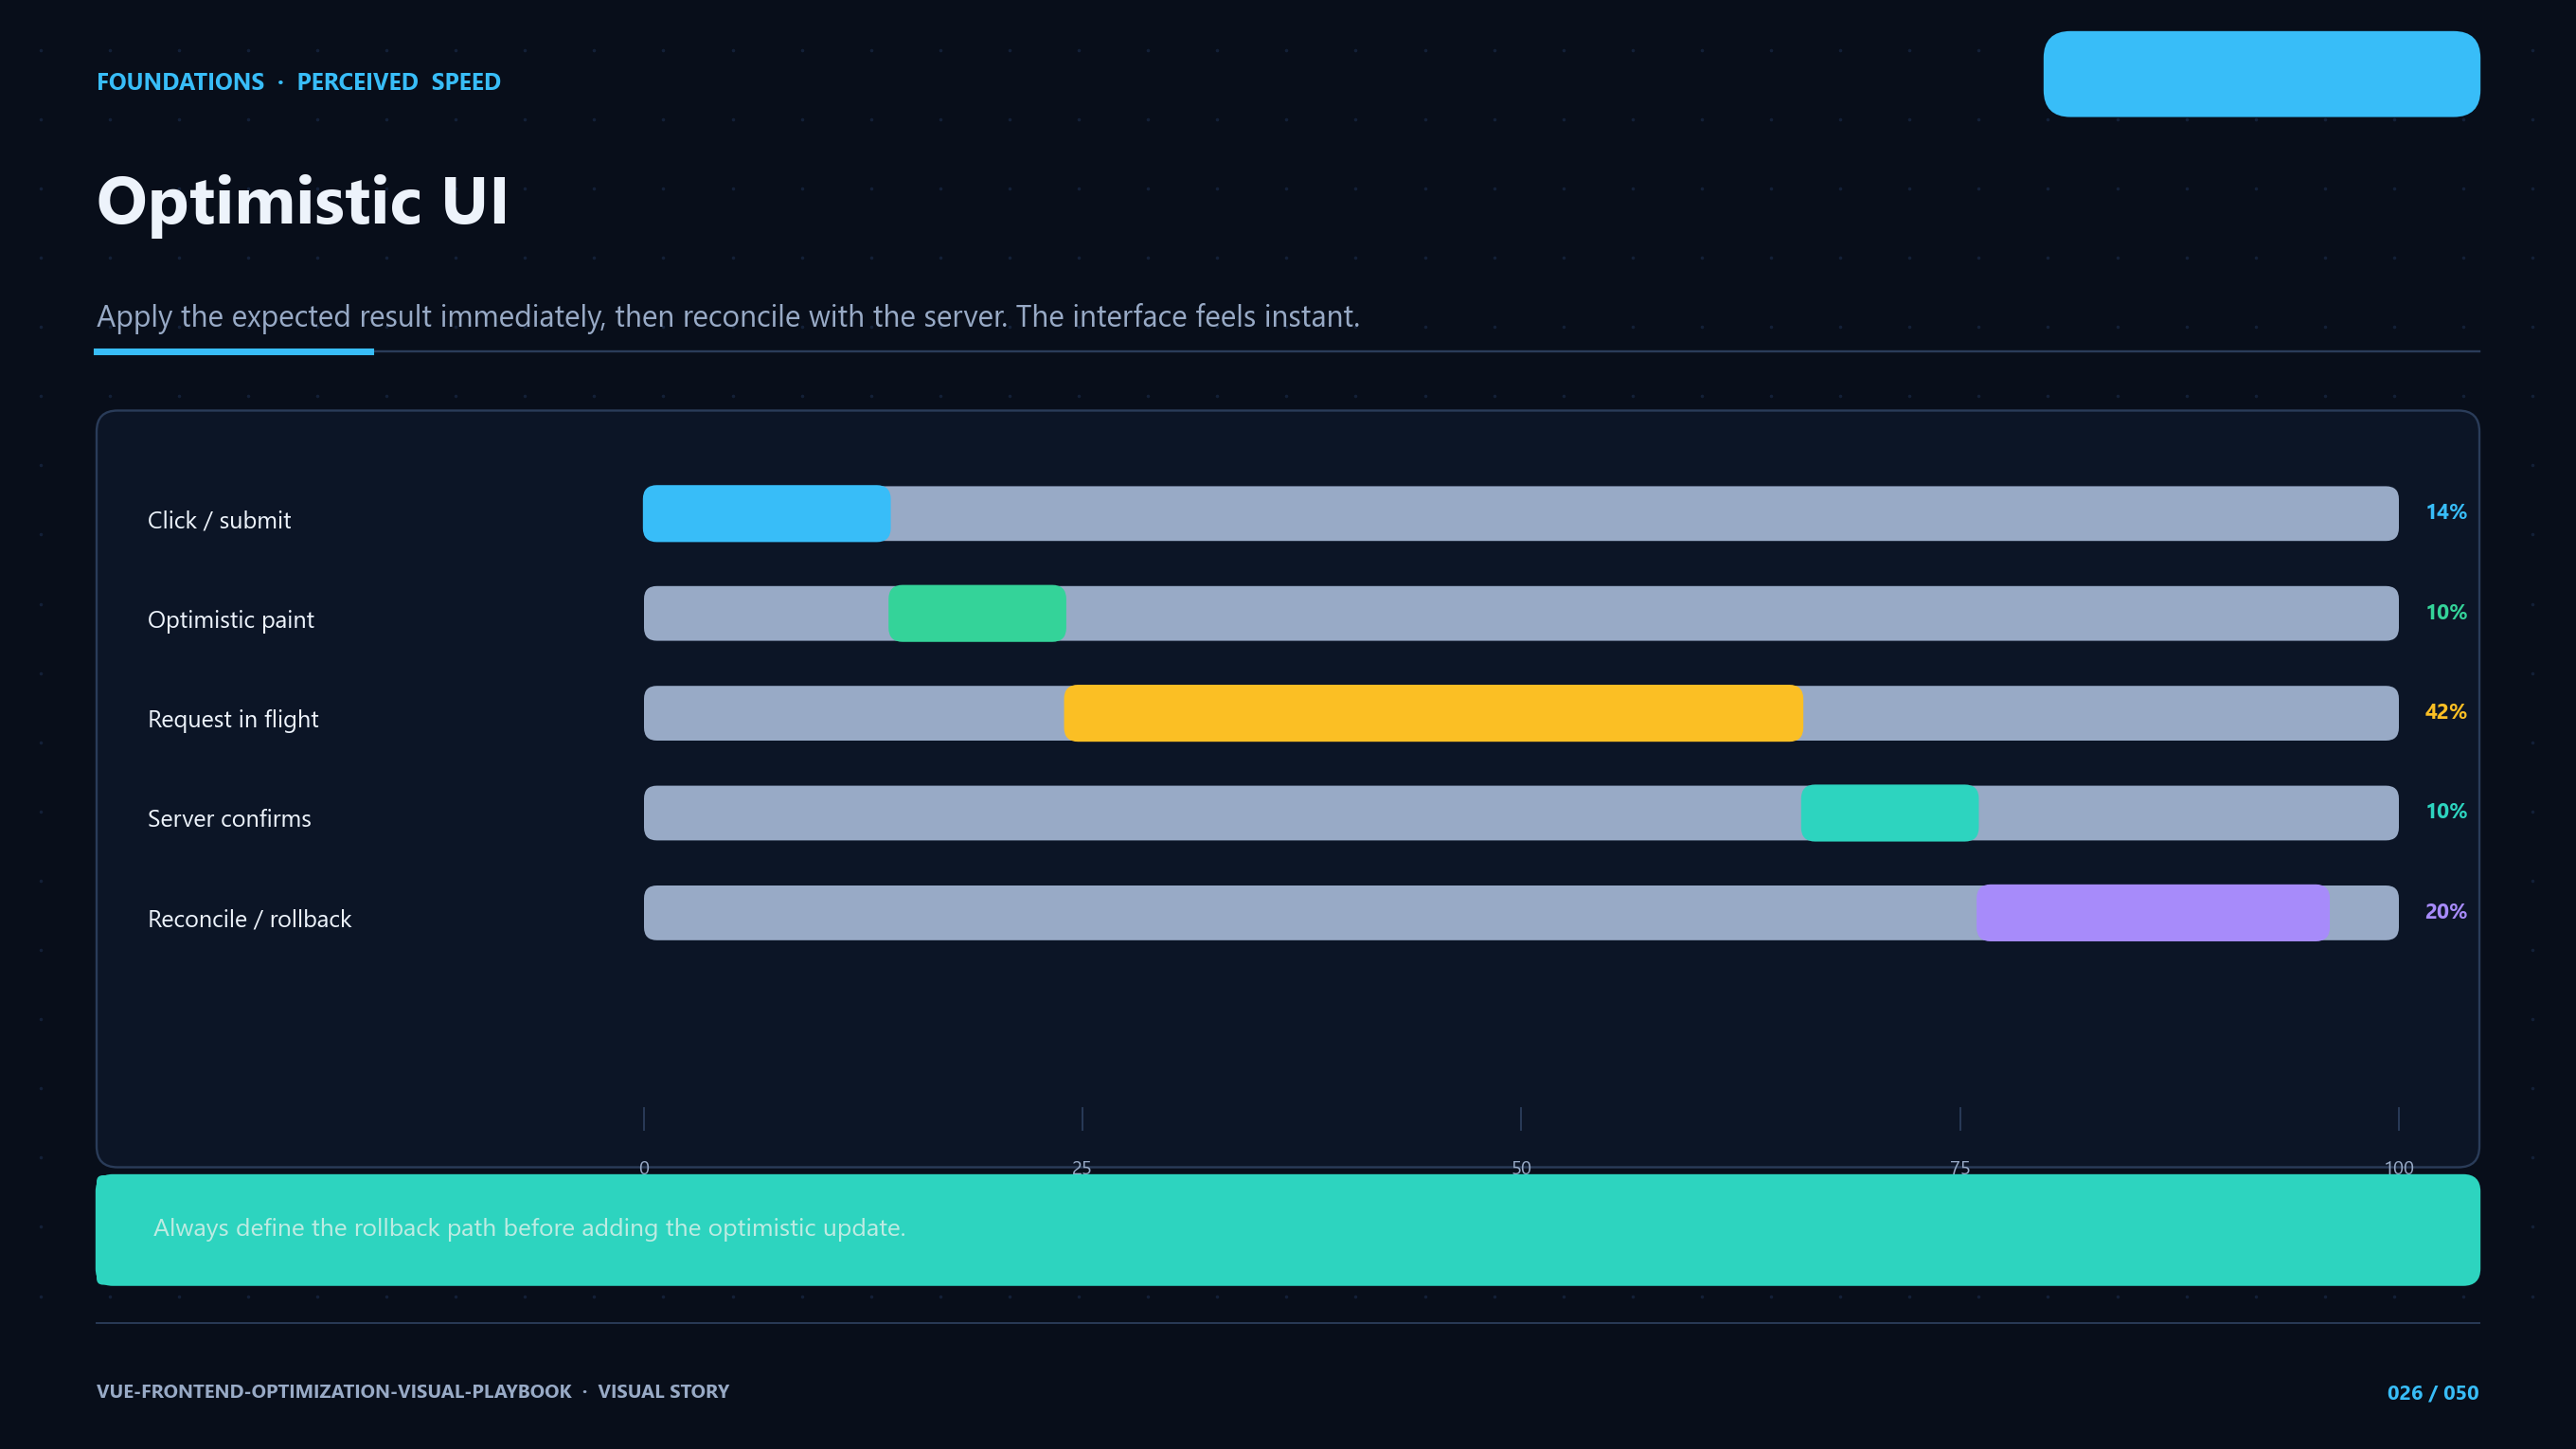 FOUNDATIONS · PERCEIVED SPEED
Optimistic UI
Apply the expected result immediately, then reconcile with the server. The interface feels instant.
Click / submit 14%
Optimistic paint 10%
Request in flight 42%
Server confirms 10%
Reconcile / rollback 20%
0 25 50 75 100
Always define the rollback path before adding the optimistic update.
VUE-FRONTEND-OPTIMIZATION-VISUAL-PLAYBOOK · VISUAL STORY 026 / 050